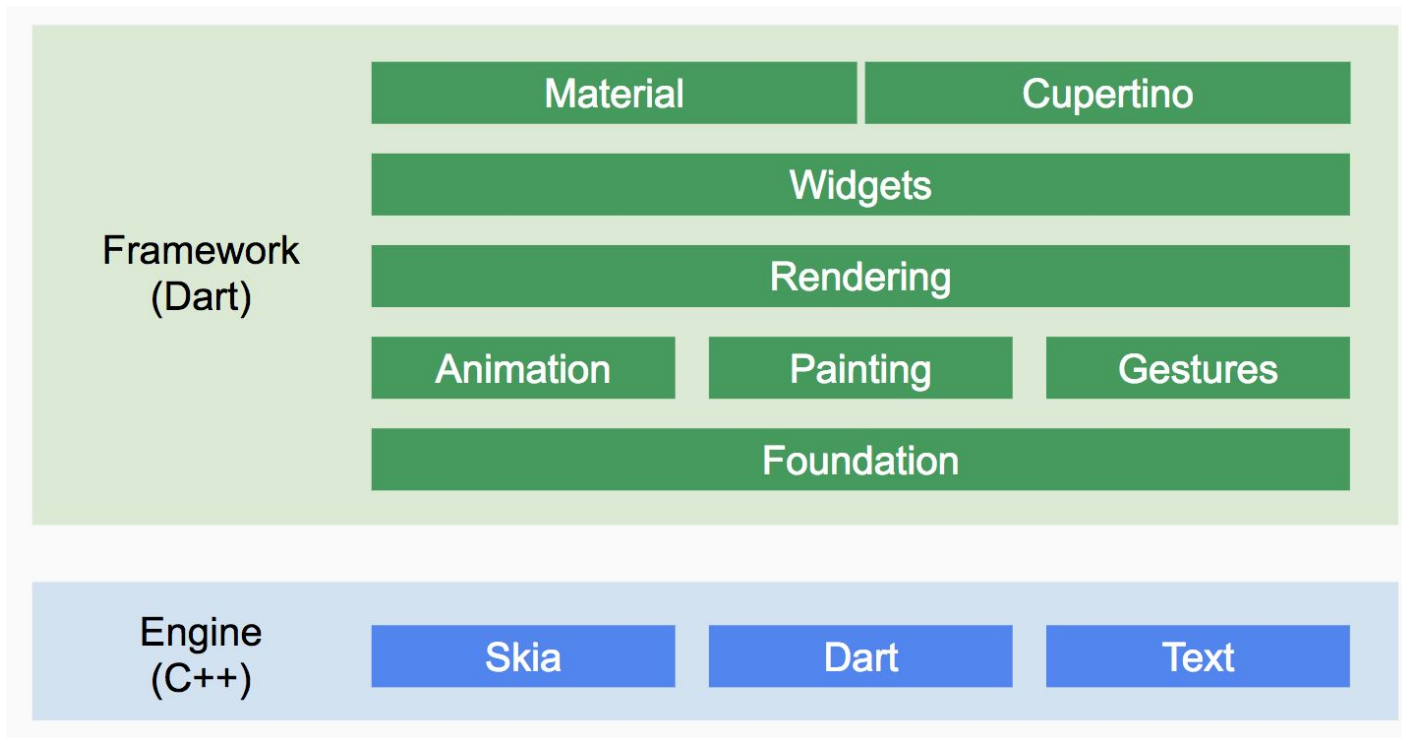 Material
Cupertino
Widgets
Framework
(Dart)
Rendering
Animation
Painting
Gestures
Foundation
Engine
(C++)
Skia
Dart
Text